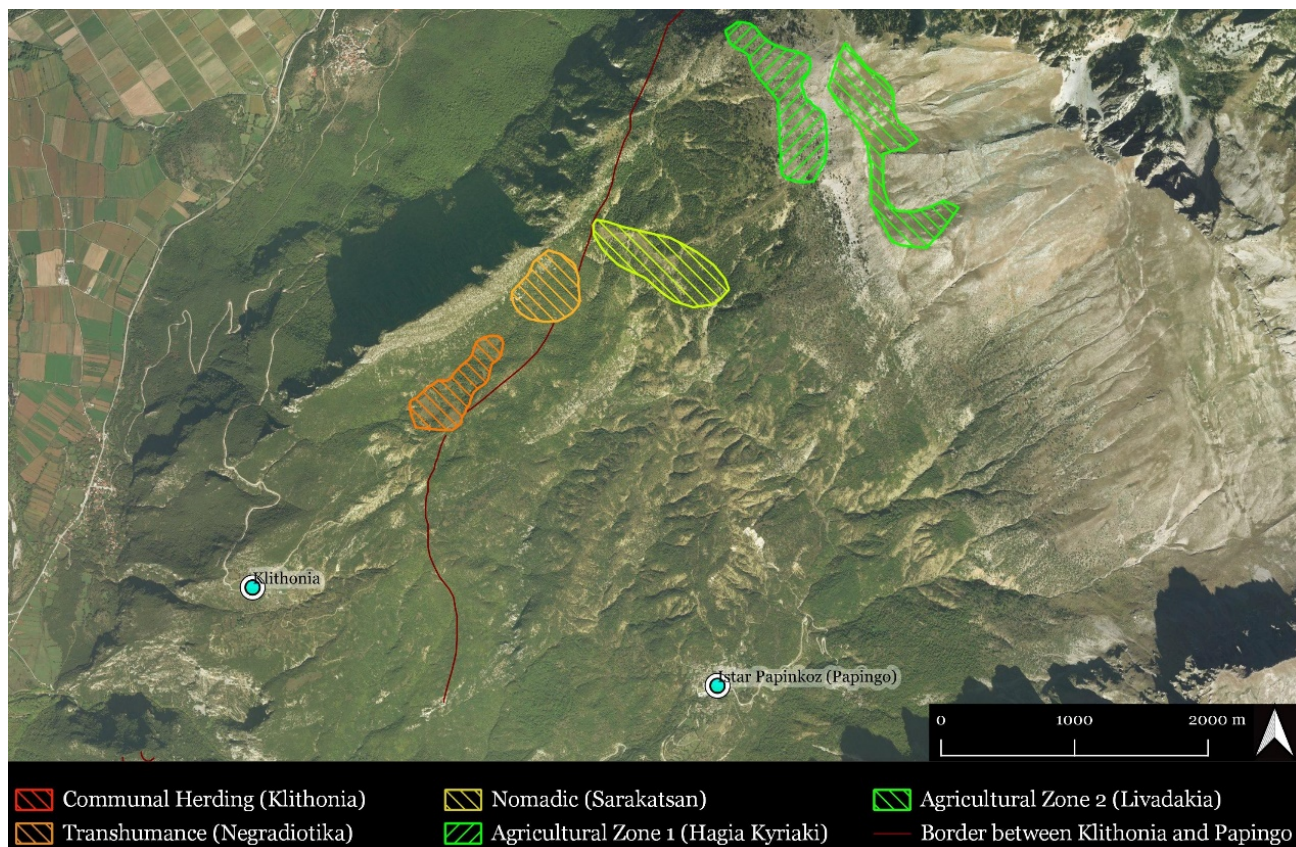 Klithonia
Istar Papinkoz (Papingo)
0 1000 2000 m
Communal Herding (Klithonia)
Nomadic (Sarakatsan)
Agricultural Zone 2 (Livadakia)
Transhumance (Negradiotika)
Agricultural Zone 1 (Hagia Kyriaki)
Border between Klithonia and Papingo